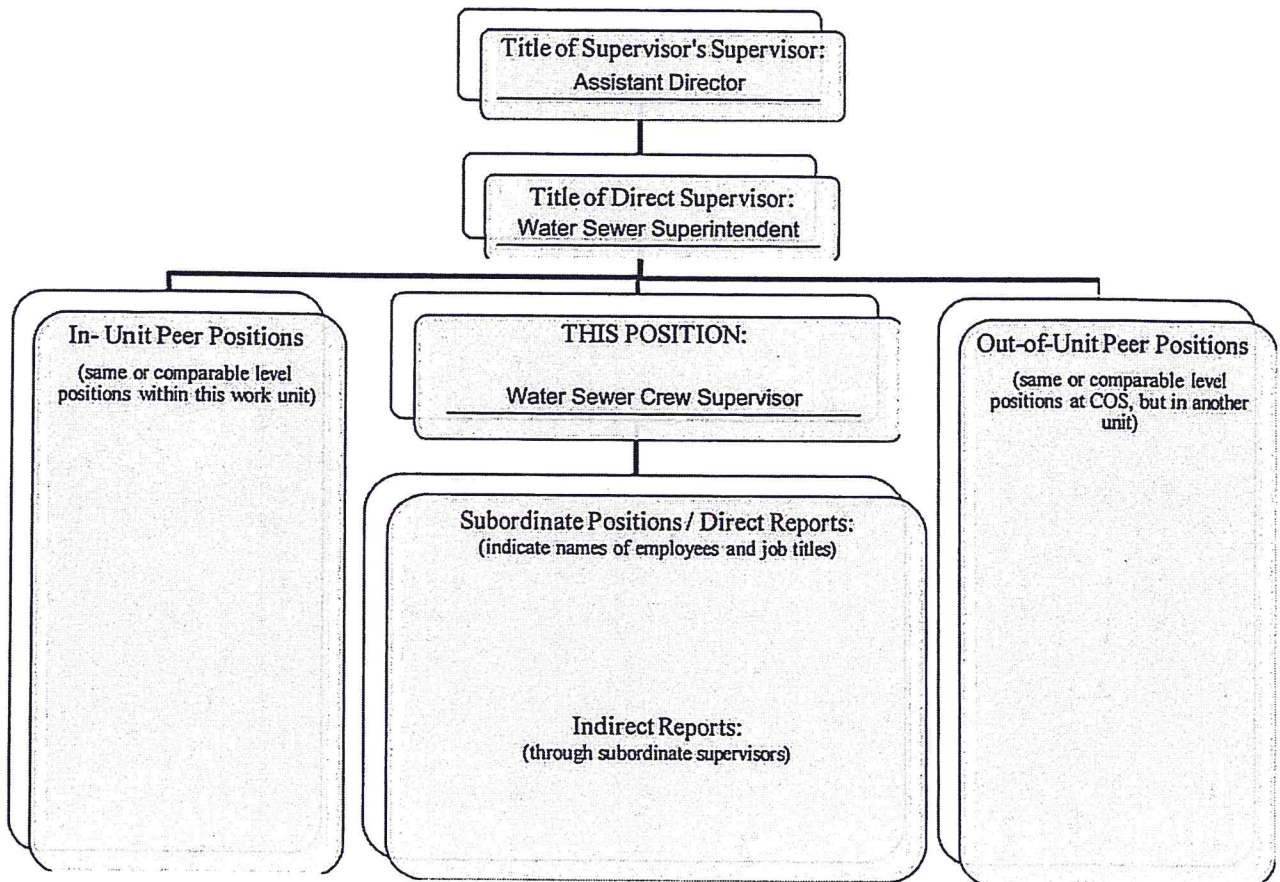 Title of Supervisor's Supervisor:
Assistant Director
Title of Direct Supervisor:
Water Sewer Superintendent
In- Unit Peer Positions
(same or comparable level
positions within this work unit)
THIS POSITION:
Water Sewer Crew Supervisor
Out-of-Unit Peer Positions
(same or comparable level
positions at COS, but in another
unit)
Subordinate Positions / Direct Reports:
(indicate names of employees and job titles)
Indirect Reports:
(through subordinate supervisors)